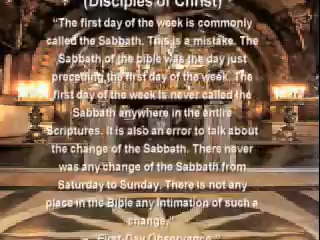 (Disciples of Christ)
“The first day of the week is commonly
called the Sabbath. This is a mistake. The
Sabbath of the bible was the day just
preceding the first day of the week. The
first day of the week is never called the
Sabbath anywhere in the entire
Scriptures. It is also an error to talk about
the change of the Sabbath. There never
was any change of the Sabbath from
Saturday to Sunday. There is not any
place in the Bible any Intimation of such a
change.”
First-Day Observance